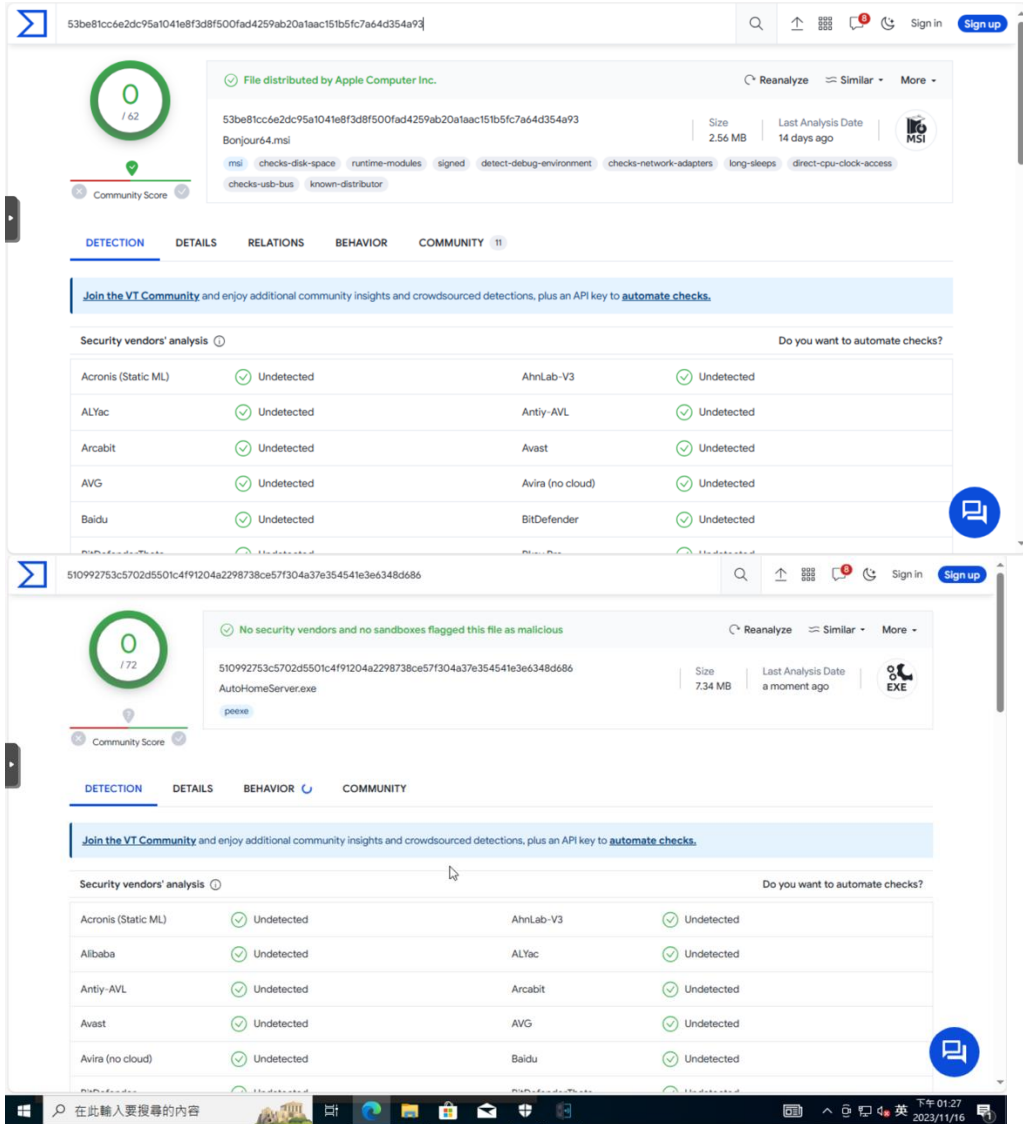 53be81cc6e2dc95a1041e8f3d8f500fad4259ab20a1aac151b5fc7a64d354a93
8
Sign in
Sign up
0
/ 62
Community Score
File distributed by Apple Computer Inc.
Reanalyze
Similar
More
53be81cc6e2dc95a1041e8f3d8f500fad4259ab20a1aac151b5fc7a64d354a93
Bonjour64.msi
Size
2.56 MB
Last Analysis Date
14 days ago
MSI
msi checks-disk-space runtime-modules signed detect-debug-environment checks-network-adapters long-sleeps direct-cpu-clock-access
checks-usb-bus known-distributor
DETECTION DETAILS RELATIONS BEHAVIOR COMMUNITY 11
Join the VT Community and enjoy additional community insights and crowdsourced detections, plus an API key to automate checks.
Security vendors' analysis Do you want to automate checks?
Acronis (Static ML) Undetected AhnLab-V3 Undetected
ALYac Undetected Antiy-AVL Undetected
Arcabit Undetected Avast Undetected
AVG Undetected Avira (no cloud) Undetected
Baidu Undetected BitDefender Undetected
510992753c5702d5501c4f91204a2298738ce57f304a37e354541e3e6348d686
8
Sign in
Sign up
0
/ 72
?
Community Score
No security vendors and no sandboxes flagged this file as malicious
Reanalyze
Similar
More
510992753c5702d5501c4f91204a2298738ce57f304a37e354541e3e6348d686
AutoHomeServer.exe
peexe
Size
7.34 MB
Last Analysis Date
a moment ago
EXE
DETECTION DETAILS BEHAVIOR COMMUNITY
Join the VT Community and enjoy additional community insights and crowdsourced detections, plus an API key to automate checks.
Security vendors' analysis Do you want to automate checks?
Acronis (Static ML) Undetected AhnLab-V3 Undetected
Alibaba Undetected ALYac Undetected
Antiy-AVL Undetected Arcabit Undetected
Avast Undetected AVG Undetected
Avira (no cloud) Undetected Baidu Undetected
在此輸入要搜尋的內容
英
下午 01:27
2023/11/16
1